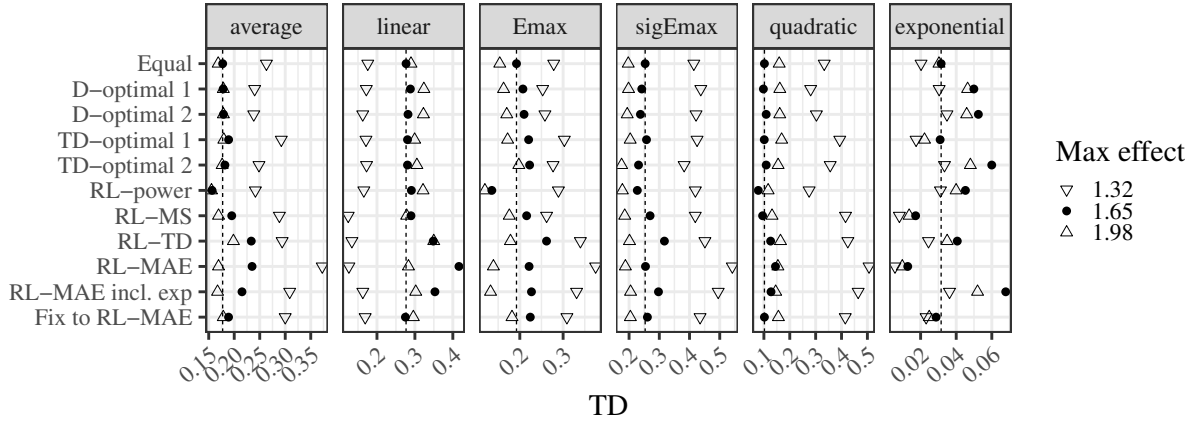 average linear Emax sigEmax quadratic exponential
Equal
D−optimal 1
D−optimal 2
TD−optimal 1
TD−optimal 2
RL−power
RL−MS
RL−TD
RL−MAE
RL−MAE incl. exp
Fix to RL−MAE
0.15 0.20 0.25 0.30 0.35 0.2 0.3 0.4 0.2 0.3 0.2 0.3 0.4 0.5 0.1 0.2 0.3 0.4 0.5 0.02 0.04 0.06
TD
Max effect
1.32
1.65
1.98